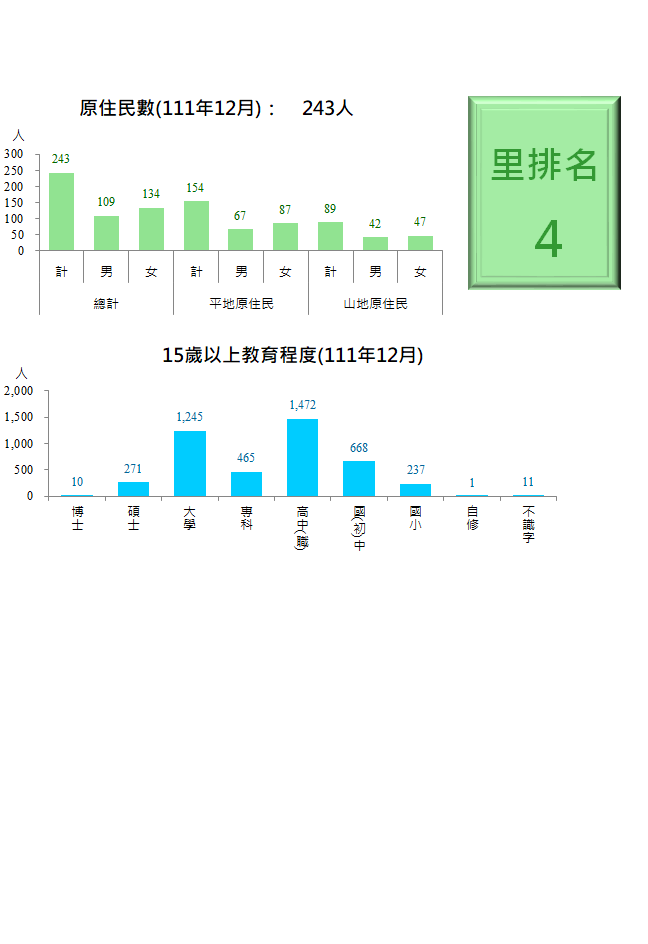 原住民數(111年12月)： 243人
里排名
4
人
300
250
200
150
100
50
0
243
109
134
154
67
87
89
42
47
計 男 女 計 男 女 計 男 女
總計 平地原住民 山地原住民
15歲以上教育程度(111年12月)
人
2,000
1,500
1,000
500
0
10
271
1,245
465
1,472
668
237
1
11
博士
碩士
大學
專科
高中(職)
國(初)中
國小
自修
不識字